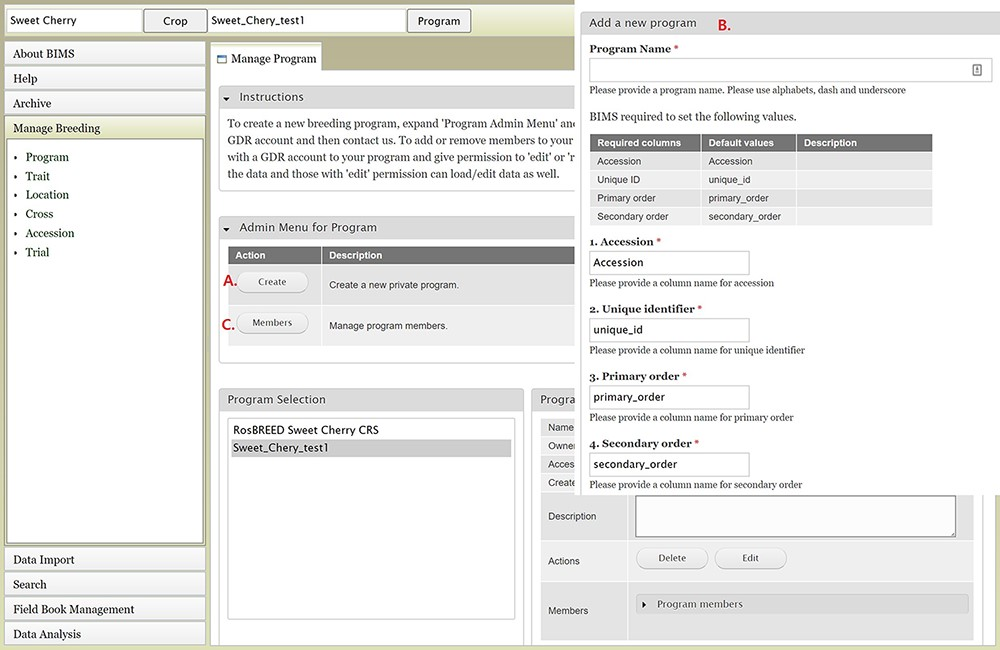 Sweet Cherry Crop Sweet_Chery_test1 Program
About BIMS
Help
Archive
Manage Breeding
Program
Trait
Location
Cross
Accession
Trial
Data Import
Search
Field Book Management
Data Analysis
Manage Program
Instructions
To create a new breeding program, expand 'Program Admin Menu' and
GDR account and then contact us. To add or remove members to your
with a GDR account to your program and give permission to 'edit' or 'r
the data and those with 'edit' permission can load/edit data as well.
Admin Menu for Program
Action Description
A. Create Create a new private program.
C. Members Manage program members.
Program Selection
RosBREED Sweet Cherry CRS
Sweet_Chery_test1
Progra
Name
Owner
Acces
Create
Description
Actions Delete Edit
Members Program members
Add a new program B.
Program Name *
Please provide a program name. Please use alphabets, dash and underscore
BIMS required to set the following values.
Required columns Default values Description
Accession Accession
Unique ID unique_id
Primary order primary_order
Secondary order secondary_order
1. Accession *
Accession
Please provide a column name for accession
2. Unique identifier *
unique_id
Please provide a column name for unique identifier
3. Primary order *
primary_order
Please provide a column name for primary order
4. Secondary order *
secondary_order
Please provide a column name for secondary order